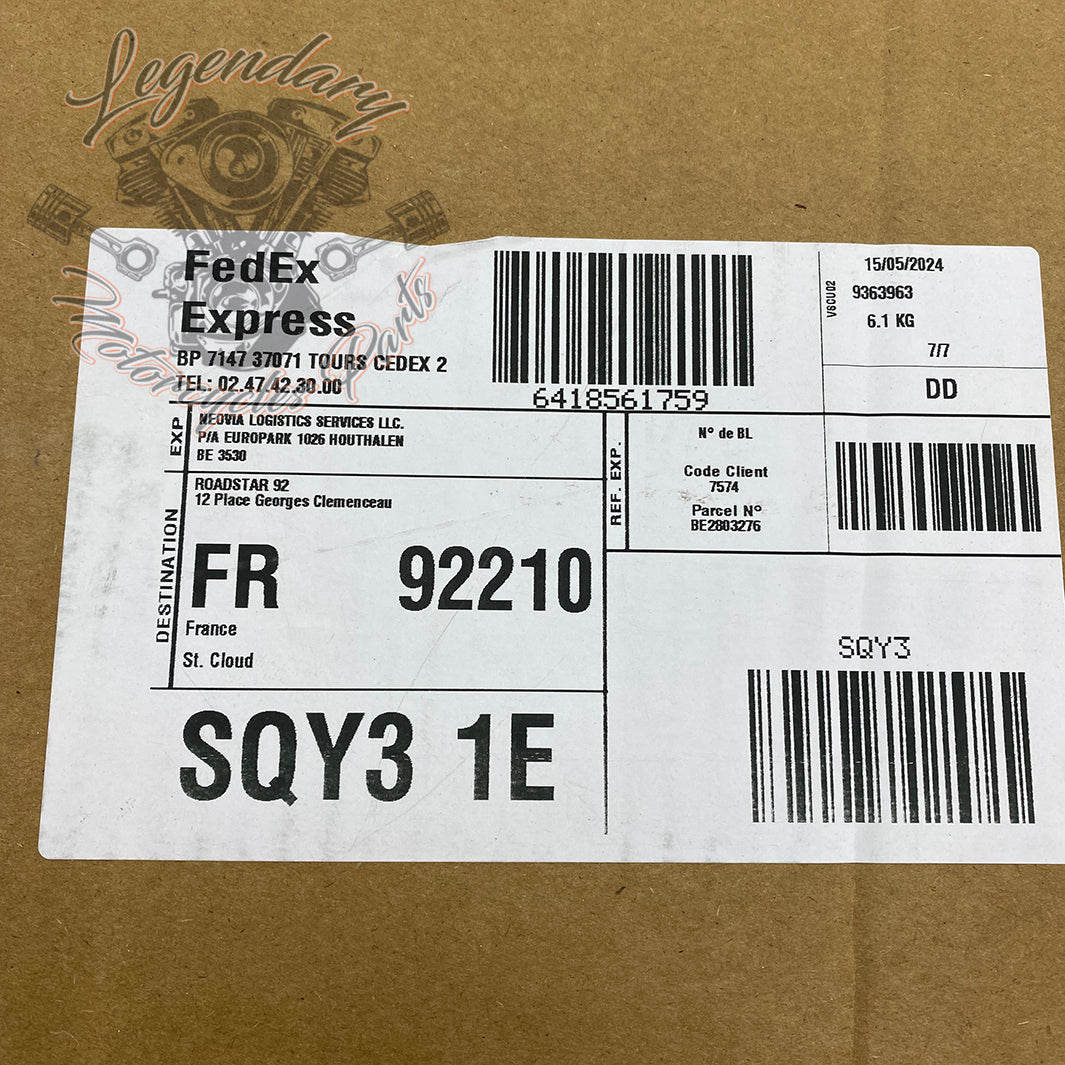 Legendary
Motorcycles Parts
FedEx
Express
BP 7147 37071 TOURS CEDEX 2
TEL: 02.47.42.30.00
6418561759
V6CU02
15/05/2024
9363963
6.1 KG
7/7
DD
EXP
NEOVIA LOGISTICS SERVICES LLC.
P/A EUROPARK 1026 HOUTHALEN
BE 3530
REF. EXP.
N° de BL
Code Client
7574
Parcel N°
BE2803276
DESTINATION
ROADSTAR 92
12 Place Georges Clemenceau
FR 92210
France
St. Cloud
SQY3 1E
SQY3